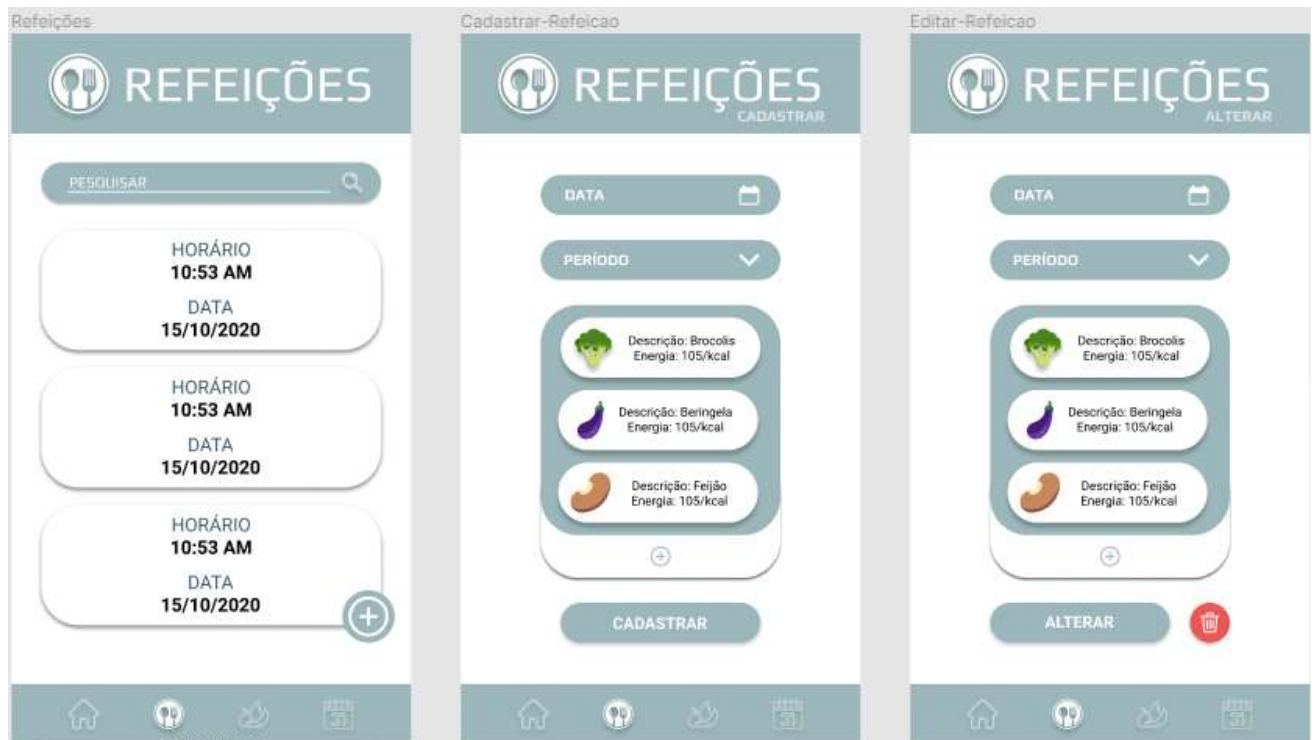 Refeições
REFEIÇÕES
PESQUISAR
HORÁRIO
10:53 AM
DATA
15/10/2020
HORÁRIO
10:53 AM
DATA
15/10/2020
HORÁRIO
10:53 AM
DATA
15/10/2020
Cadastrar-Refeicao
REFEIÇÕES
CADASTRAR
DATA
PERÍODO
Descrição: Brocolis
Energia: 105/kcal
Descrição: Beringela
Energia: 105/kcal
Descrição: Feijão
Energia: 105/kcal
CADASTRAR
31
Editar-Refeicao
REFEIÇÕES
ALTERAR
DATA
PERÍODO
Descrição: Brocolis
Energia: 105/kcal
Descrição: Beringela
Energia: 105/kcal
Descrição: Feijão
Energia: 105/kcal
ALTERAR
31